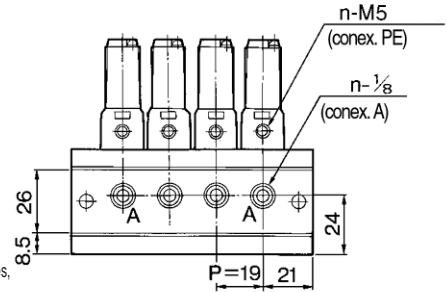 n-M5
(conex. PE)
n-⅛
(conex. A)
A
A
26
24
8.5
P=19
21